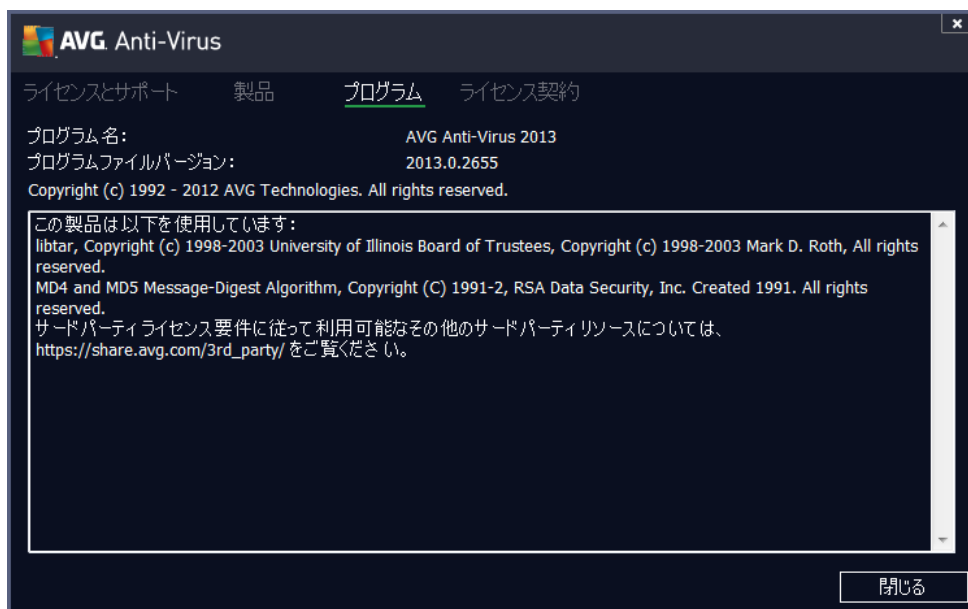 AVG. Anti-Virus
ライセンスとサポート 製品 プログラム ライセンス契約
プログラム名: AVG Anti-Virus 2013
プログラムファイルバージョン: 2013.0.2655
Copyright (c) 1992 - 2012 AVG Technologies. All rights reserved.
この製品は以下を使用しています:
libtar, Copyright (c) 1998-2003 University of Illinois Board of Trustees, Copyright (c) 1998-2003 Mark D. Roth, All rights
reserved.
MD4 and MD5 Message-Digest Algorithm, Copyright (C) 1991-2, RSA Data Security, Inc. Created 1991. All rights
reserved.
サードパーティライセンス要件に従って利用可能なその他のサードパーティリソースについては、
https://share.avg.com/3rd_party/ をご覧ください。
閉じる